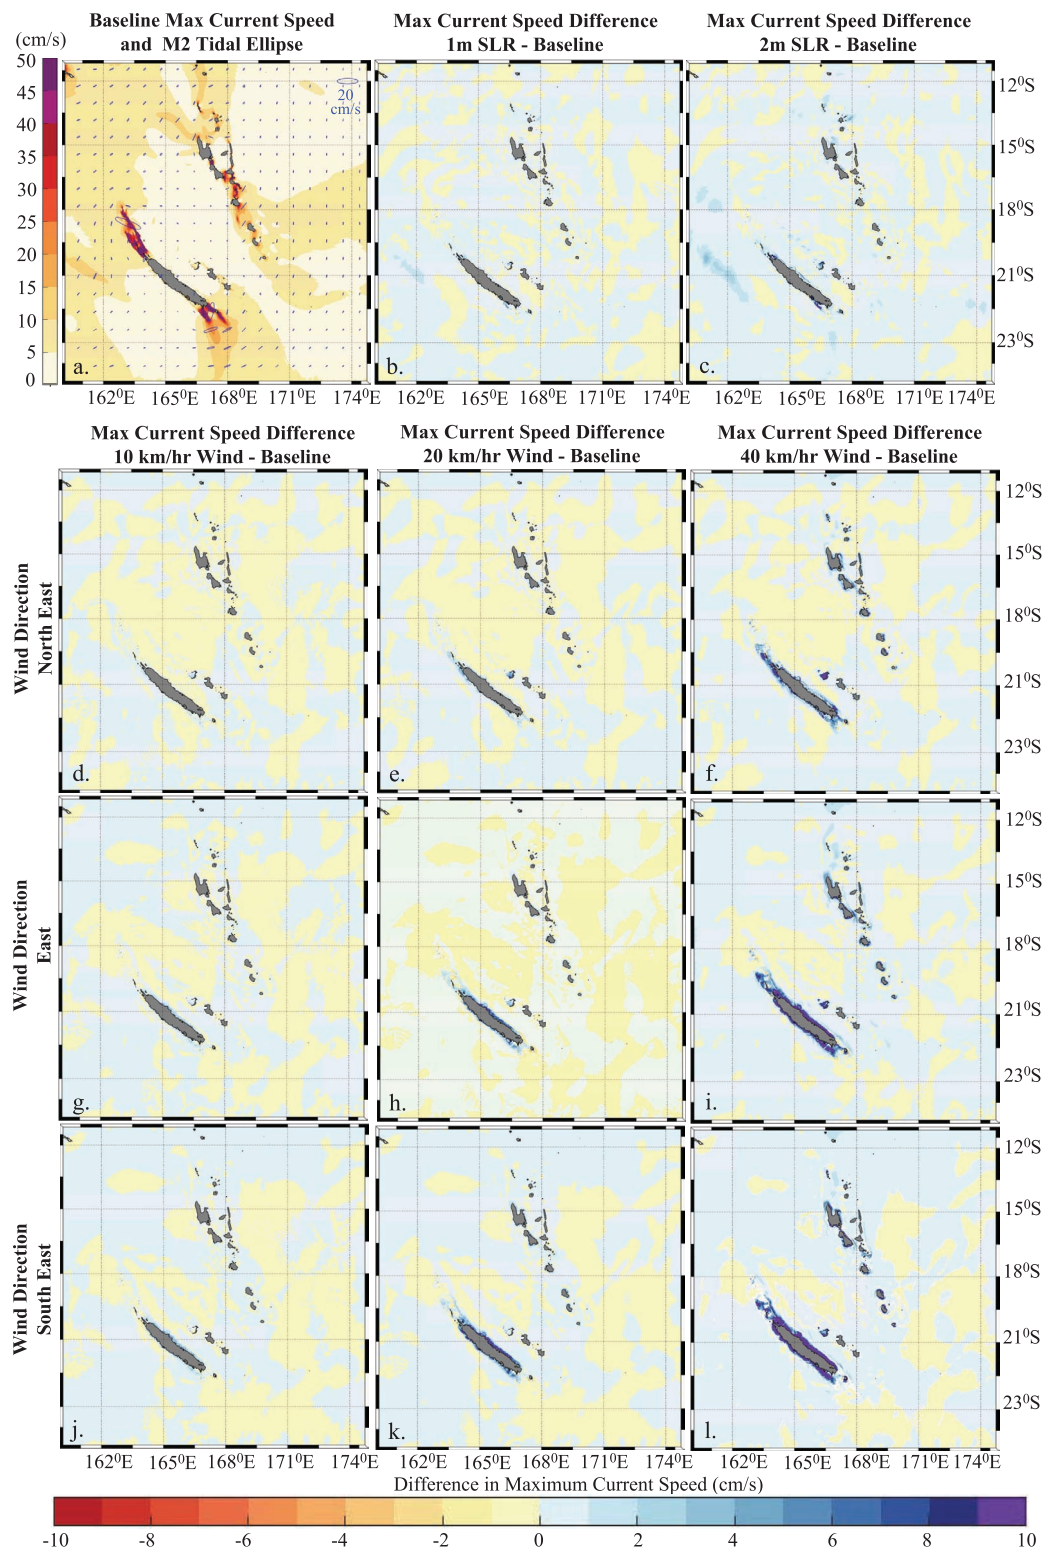 Baseline Max Current Speed
and M2 Tidal Ellipse
Max Current Speed Difference
1m SLR - Baseline
Max Current Speed Difference
2m SLR - Baseline
(cm/s)
50
45
40
35
30
25
20
15
10
5
0
20
cm/s
a.
b.
c.
12⁰S
15⁰S
18⁰S
21⁰S
23⁰S
162⁰E 165⁰E 168⁰E 171⁰E 174⁰E
162⁰E 165⁰E 168⁰E 171⁰E 174⁰E
162⁰E 165⁰E 168⁰E 171⁰E 174⁰E
Max Current Speed Difference
10 km/hr Wind - Baseline
Max Current Speed Difference
20 km/hr Wind - Baseline
Max Current Speed Difference
40 km/hr Wind - Baseline
Wind Direction
North East
d.
e.
f.
12⁰S
15⁰S
18⁰S
21⁰S
23⁰S
Wind Direction
East
g.
h.
i.
12⁰S
15⁰S
18⁰S
21⁰S
23⁰S
Wind Direction
South East
j.
k.
l.
12⁰S
15⁰S
18⁰S
21⁰S
23⁰S
162⁰E 165⁰E 168⁰E 171⁰E 174⁰E
162⁰E 165⁰E 168⁰E 171⁰E 174⁰E
162⁰E 165⁰E 168⁰E 171⁰E 174⁰E
Difference in Maximum Current Speed (cm/s)
-10 -8 -6 -4 -2 0 2 4 6 8 10